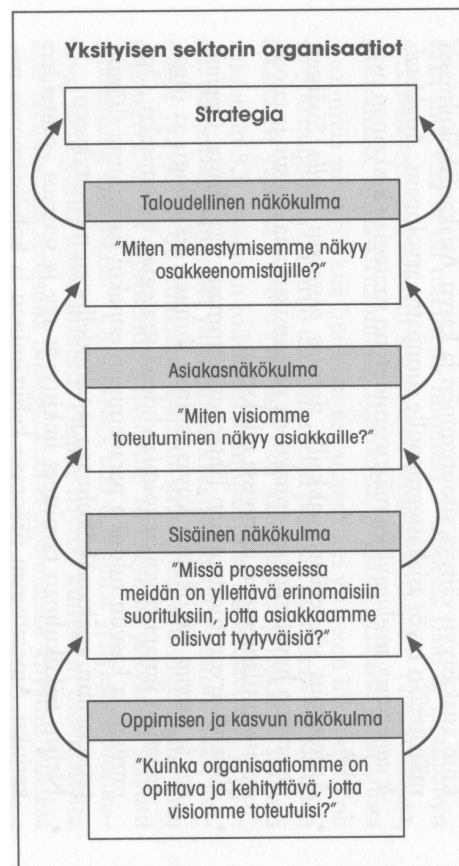 Yksityisen sektorin organisaatiot
Strategia
Taloudellinen näkökulma
"Miten menestymisemme näkyy
osakkeenomistajille?"
Asiakasnäkökulma
"Miten visiomme
toteutuminen näkyy asiakkaille?"
Sisäinen näkökulma
"Missä prosesseissa
meidän on yllettävä erinomaisiin
suorituksiin, jotta asiakkaamme
olisivat tyytyväisiä?"
Oppimisen ja kasvun näkökulma
"Kuinka organisaatiomme on
opittava ja kehityttävä, jotta
visiomme toteutuisi?"